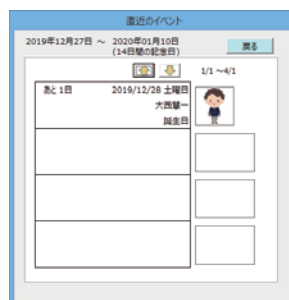 直近のイベント
2019年12月27日 ～ 2020年01月10日
(14日間の記念日)
戻る
1/1 ～4/1
あと 1日 2019/12/28 土曜日
大西慧一
誕生日